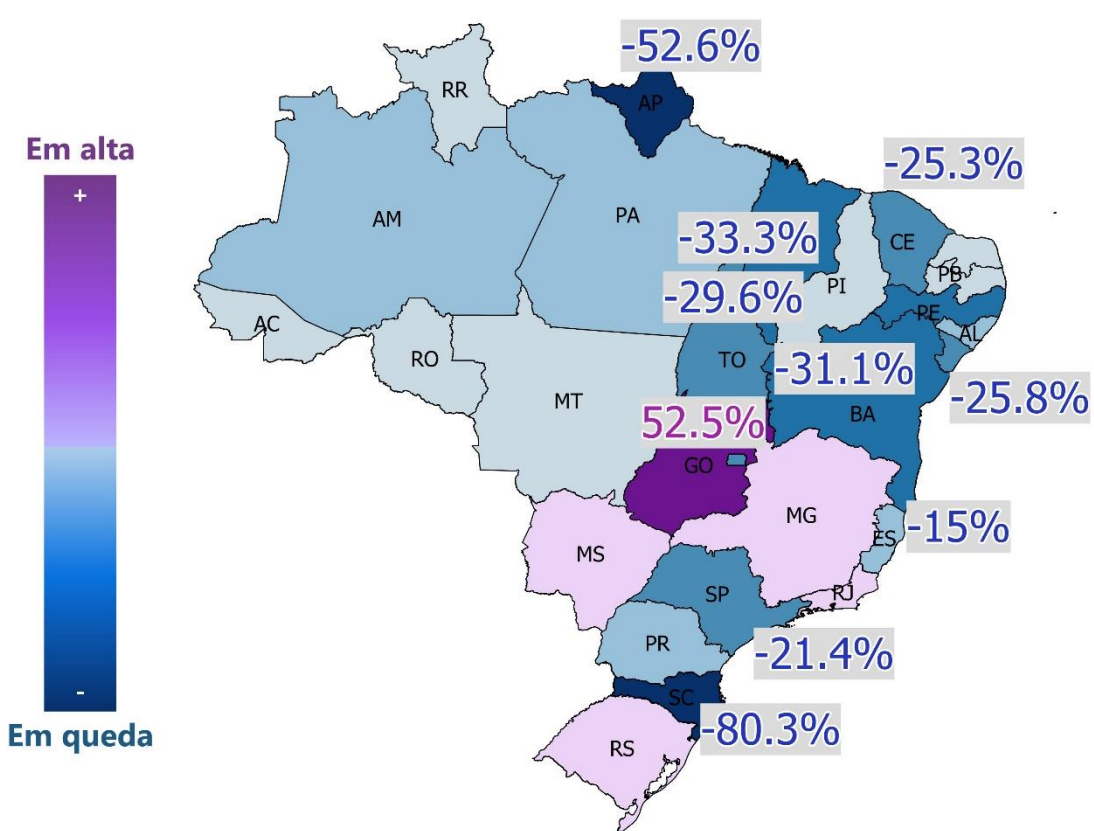 -52.6%
RR
AP
Em alta
+
-25.3%
AM
PA
-33.3%
CE
PI
PB
-29.6%
PE
AC
AL
RO
TO
-31.1%
MT
-25.8%
52.5%
BA
GO
MG
-15%
ES
MS
SP
RJ
PR
-21.4%
-
SC
Em queda
-80.3%
RS